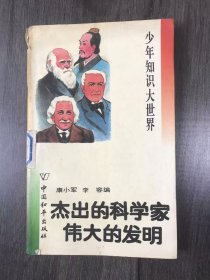 少年知识大世界
康小军 李容编
杰出的科学家
伟大的发明
中国和平出版社